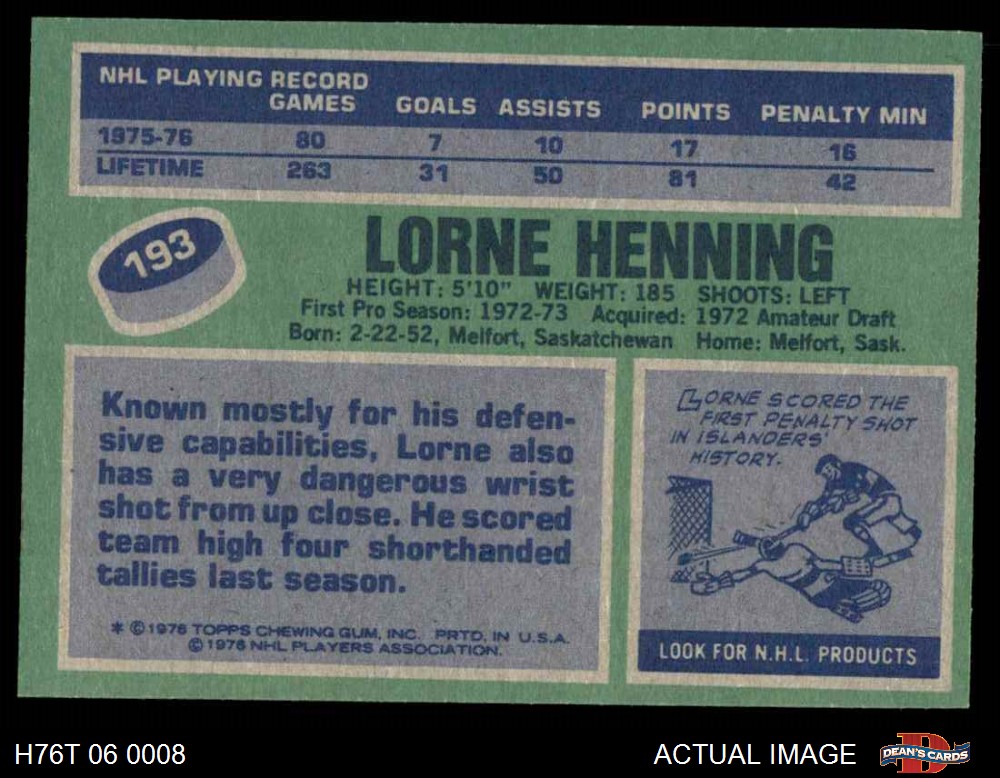 NHL PLAYING RECORD
GAMES GOALS ASSISTS POINTS PENALTY MIN
1975-76 80 7 10 17 16
LIFETIME 263 31 50 81 42
193
LORNE HENNING
HEIGHT: 5'10" WEIGHT: 185 SHOOTS: LEFT
First Pro Season: 1972-73 Acquired: 1972 Amateur Draft
Born: 2-22-52, Melfort, Saskatchewan Home: Melfort, Sask.
Known mostly for his defen-
sive capabilities, Lorne also
has a very dangerous wrist
shot from up close. He scored
team high four shorthanded
tallies last season.
* © 1976 TOPPS CHEWING GUM, INC. PRTD. IN U.S.A.
© 1976 NHL PLAYERS ASSOCIATION.
LORNE SCORED THE
FIRST PENALTY SHOT
IN ISLANDERS'
HISTORY.
LOOK FOR N.H.L. PRODUCTS
H76T 06 0008
ACTUAL IMAGE
DEAN'S CARDS